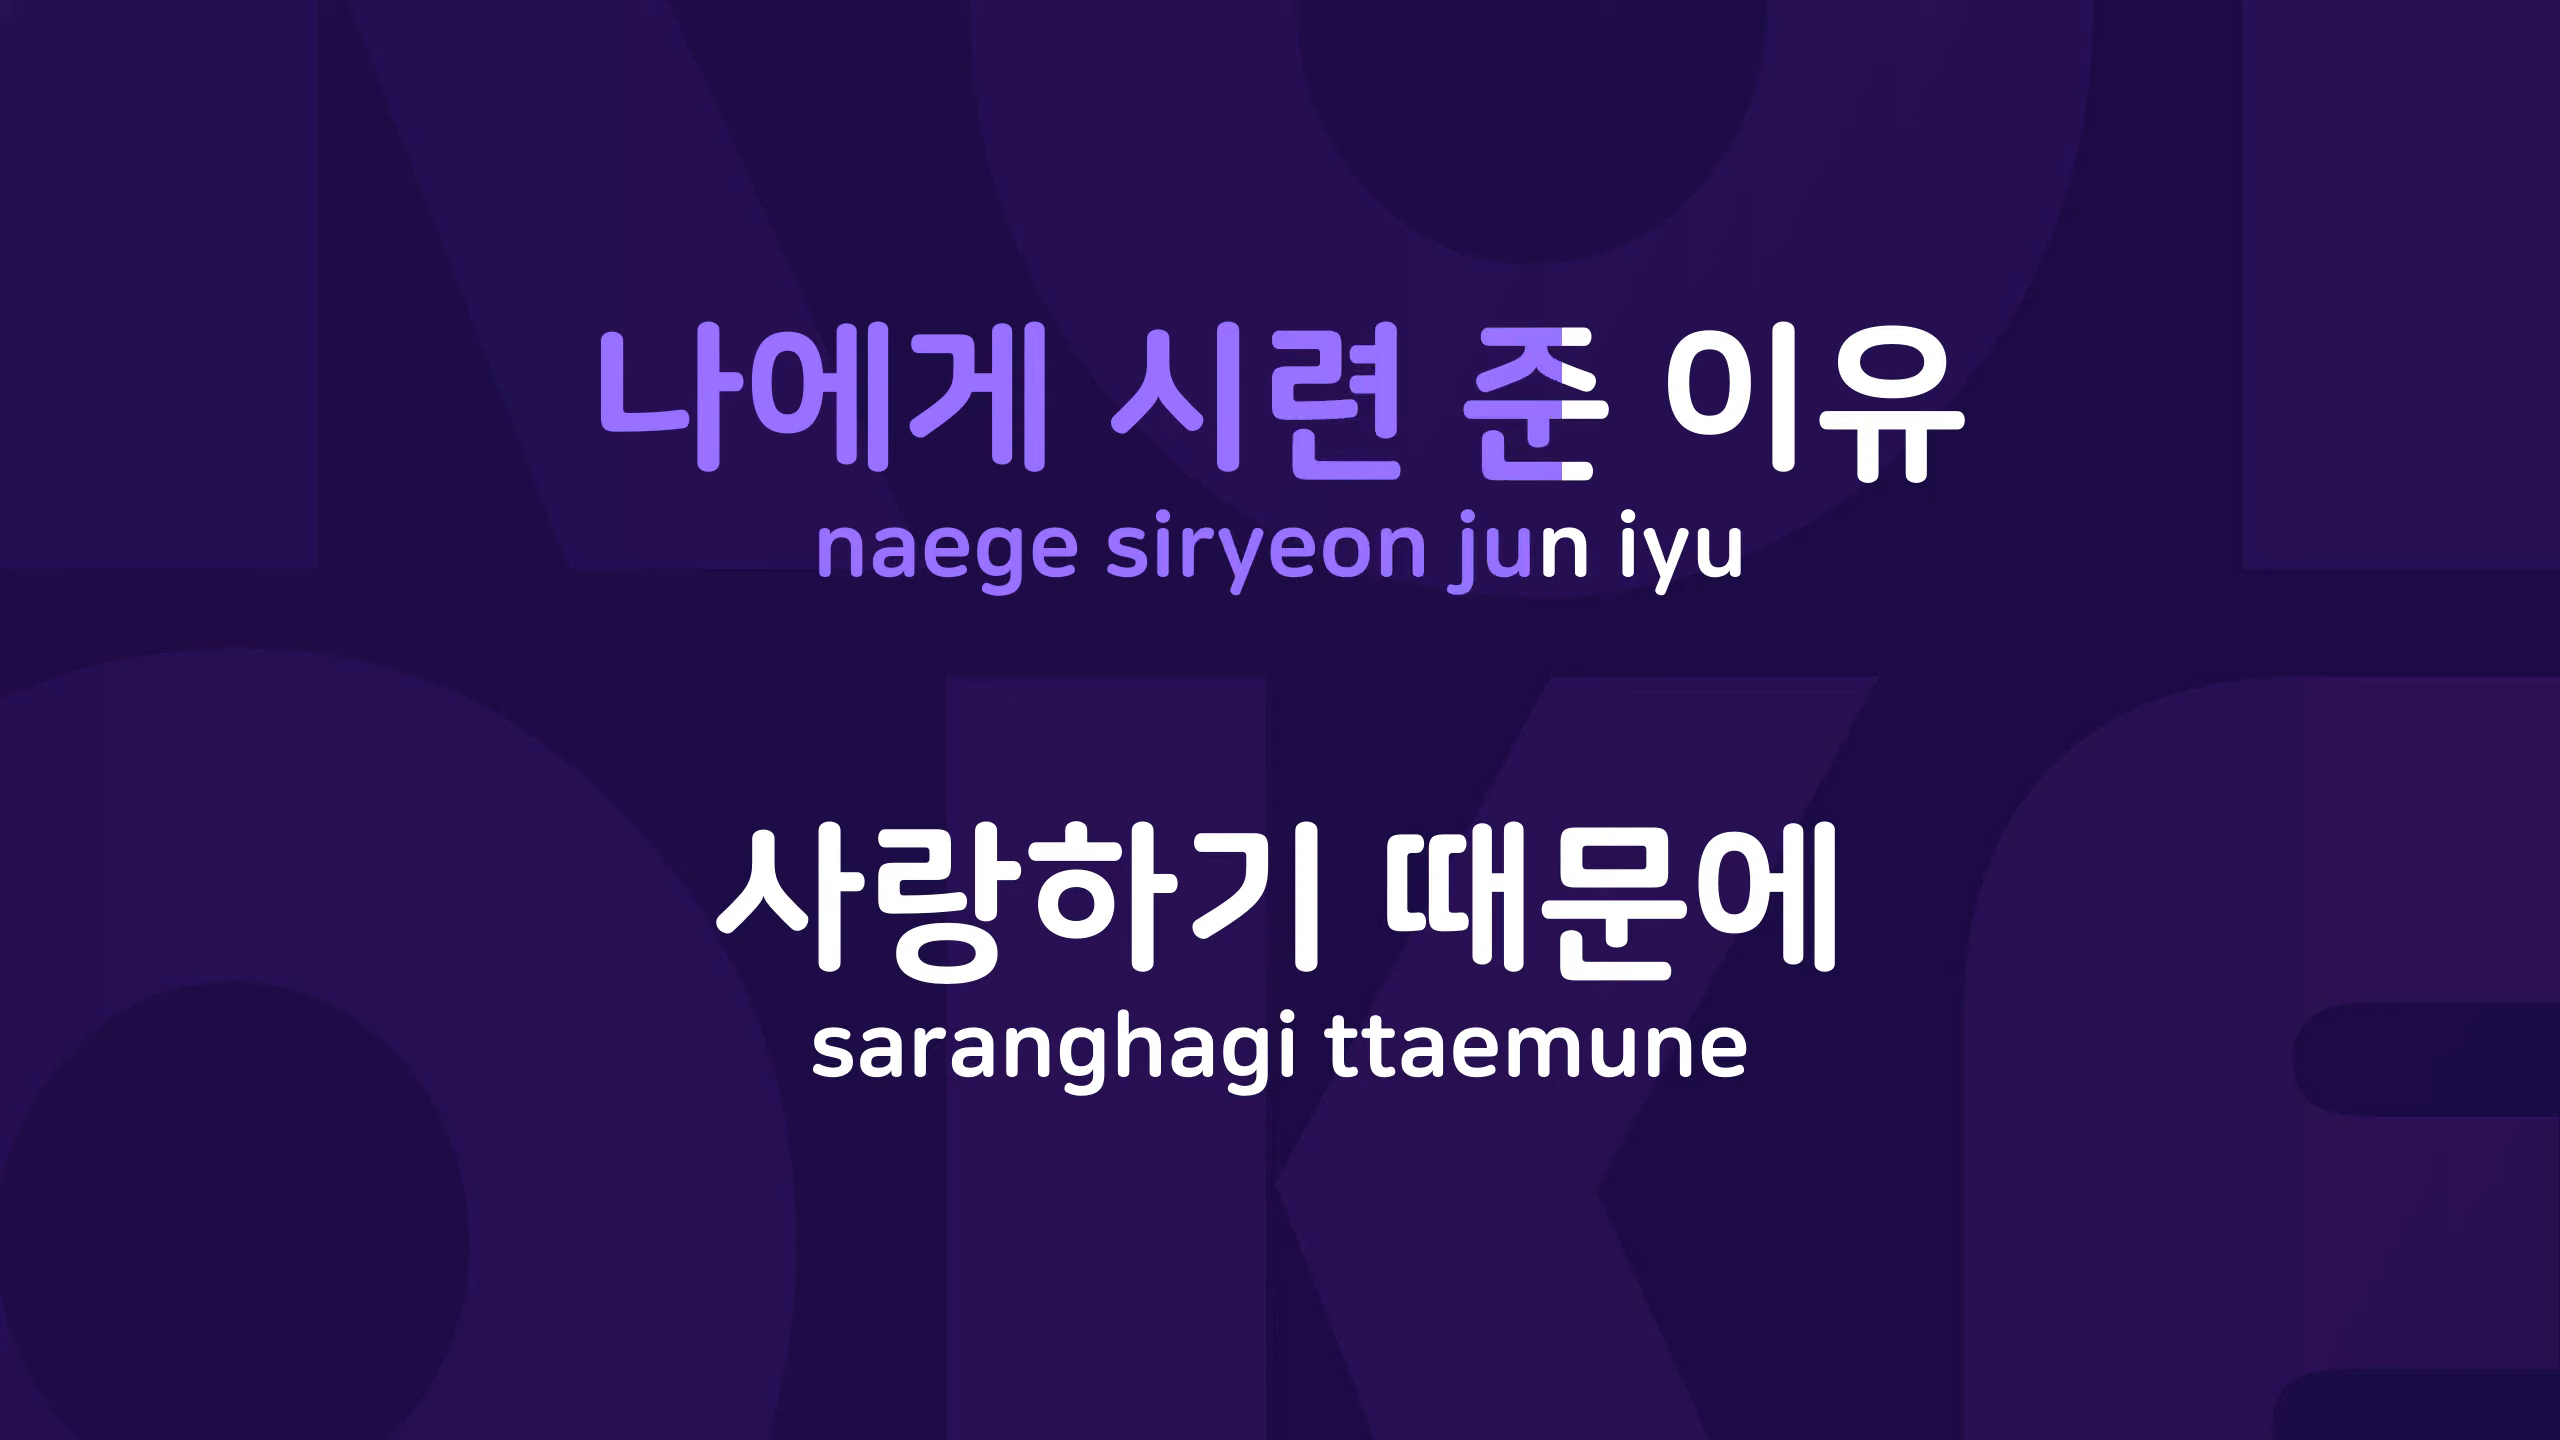 나에게 시련 준 이유
naege siryeon jun iyu
사랑하기 때문에
saranghagi ttaemune